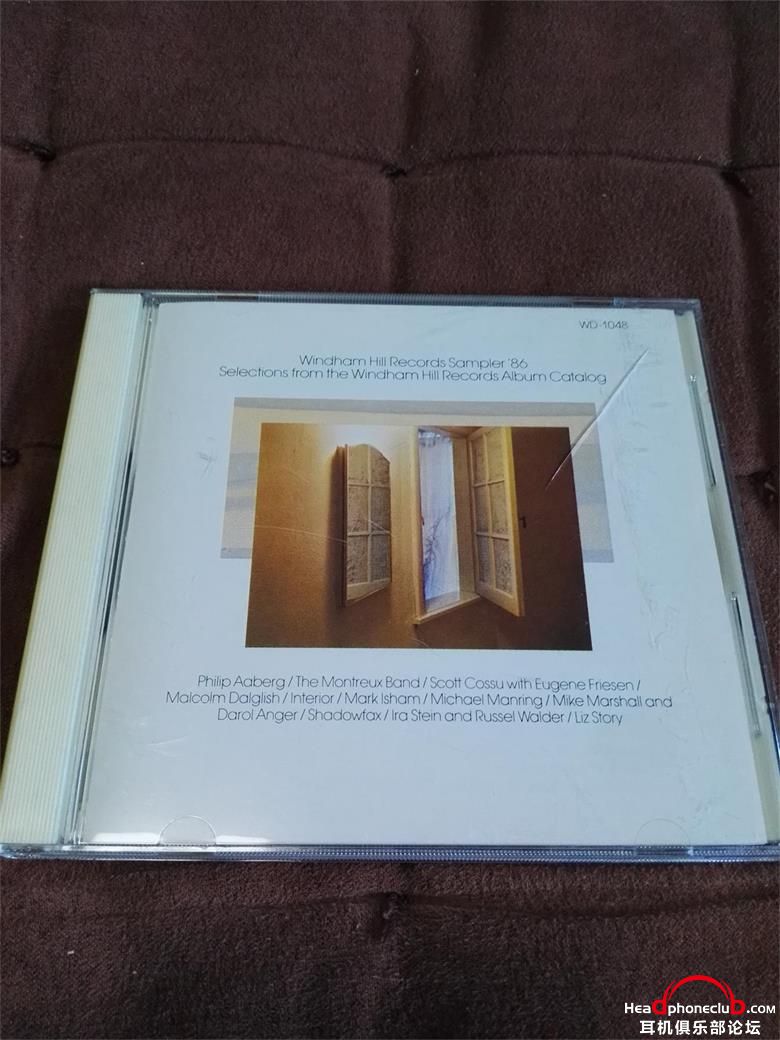 WD-1048
Windham Hill Records Sampler '86
Selections from the Windham Hill Records Album Catalog
Philip Aaberg / The Montreux Band / Scott Cossu with Eugene Friesen /
Malcolm Dalglish / Interior / Mark Isham / Michael Manring / Mike Marshall and
Darol Anger / Shadowfax / Ira Stein and Russel Walder / Liz Story
Headphoneclub.com
耳机俱乐部论坛